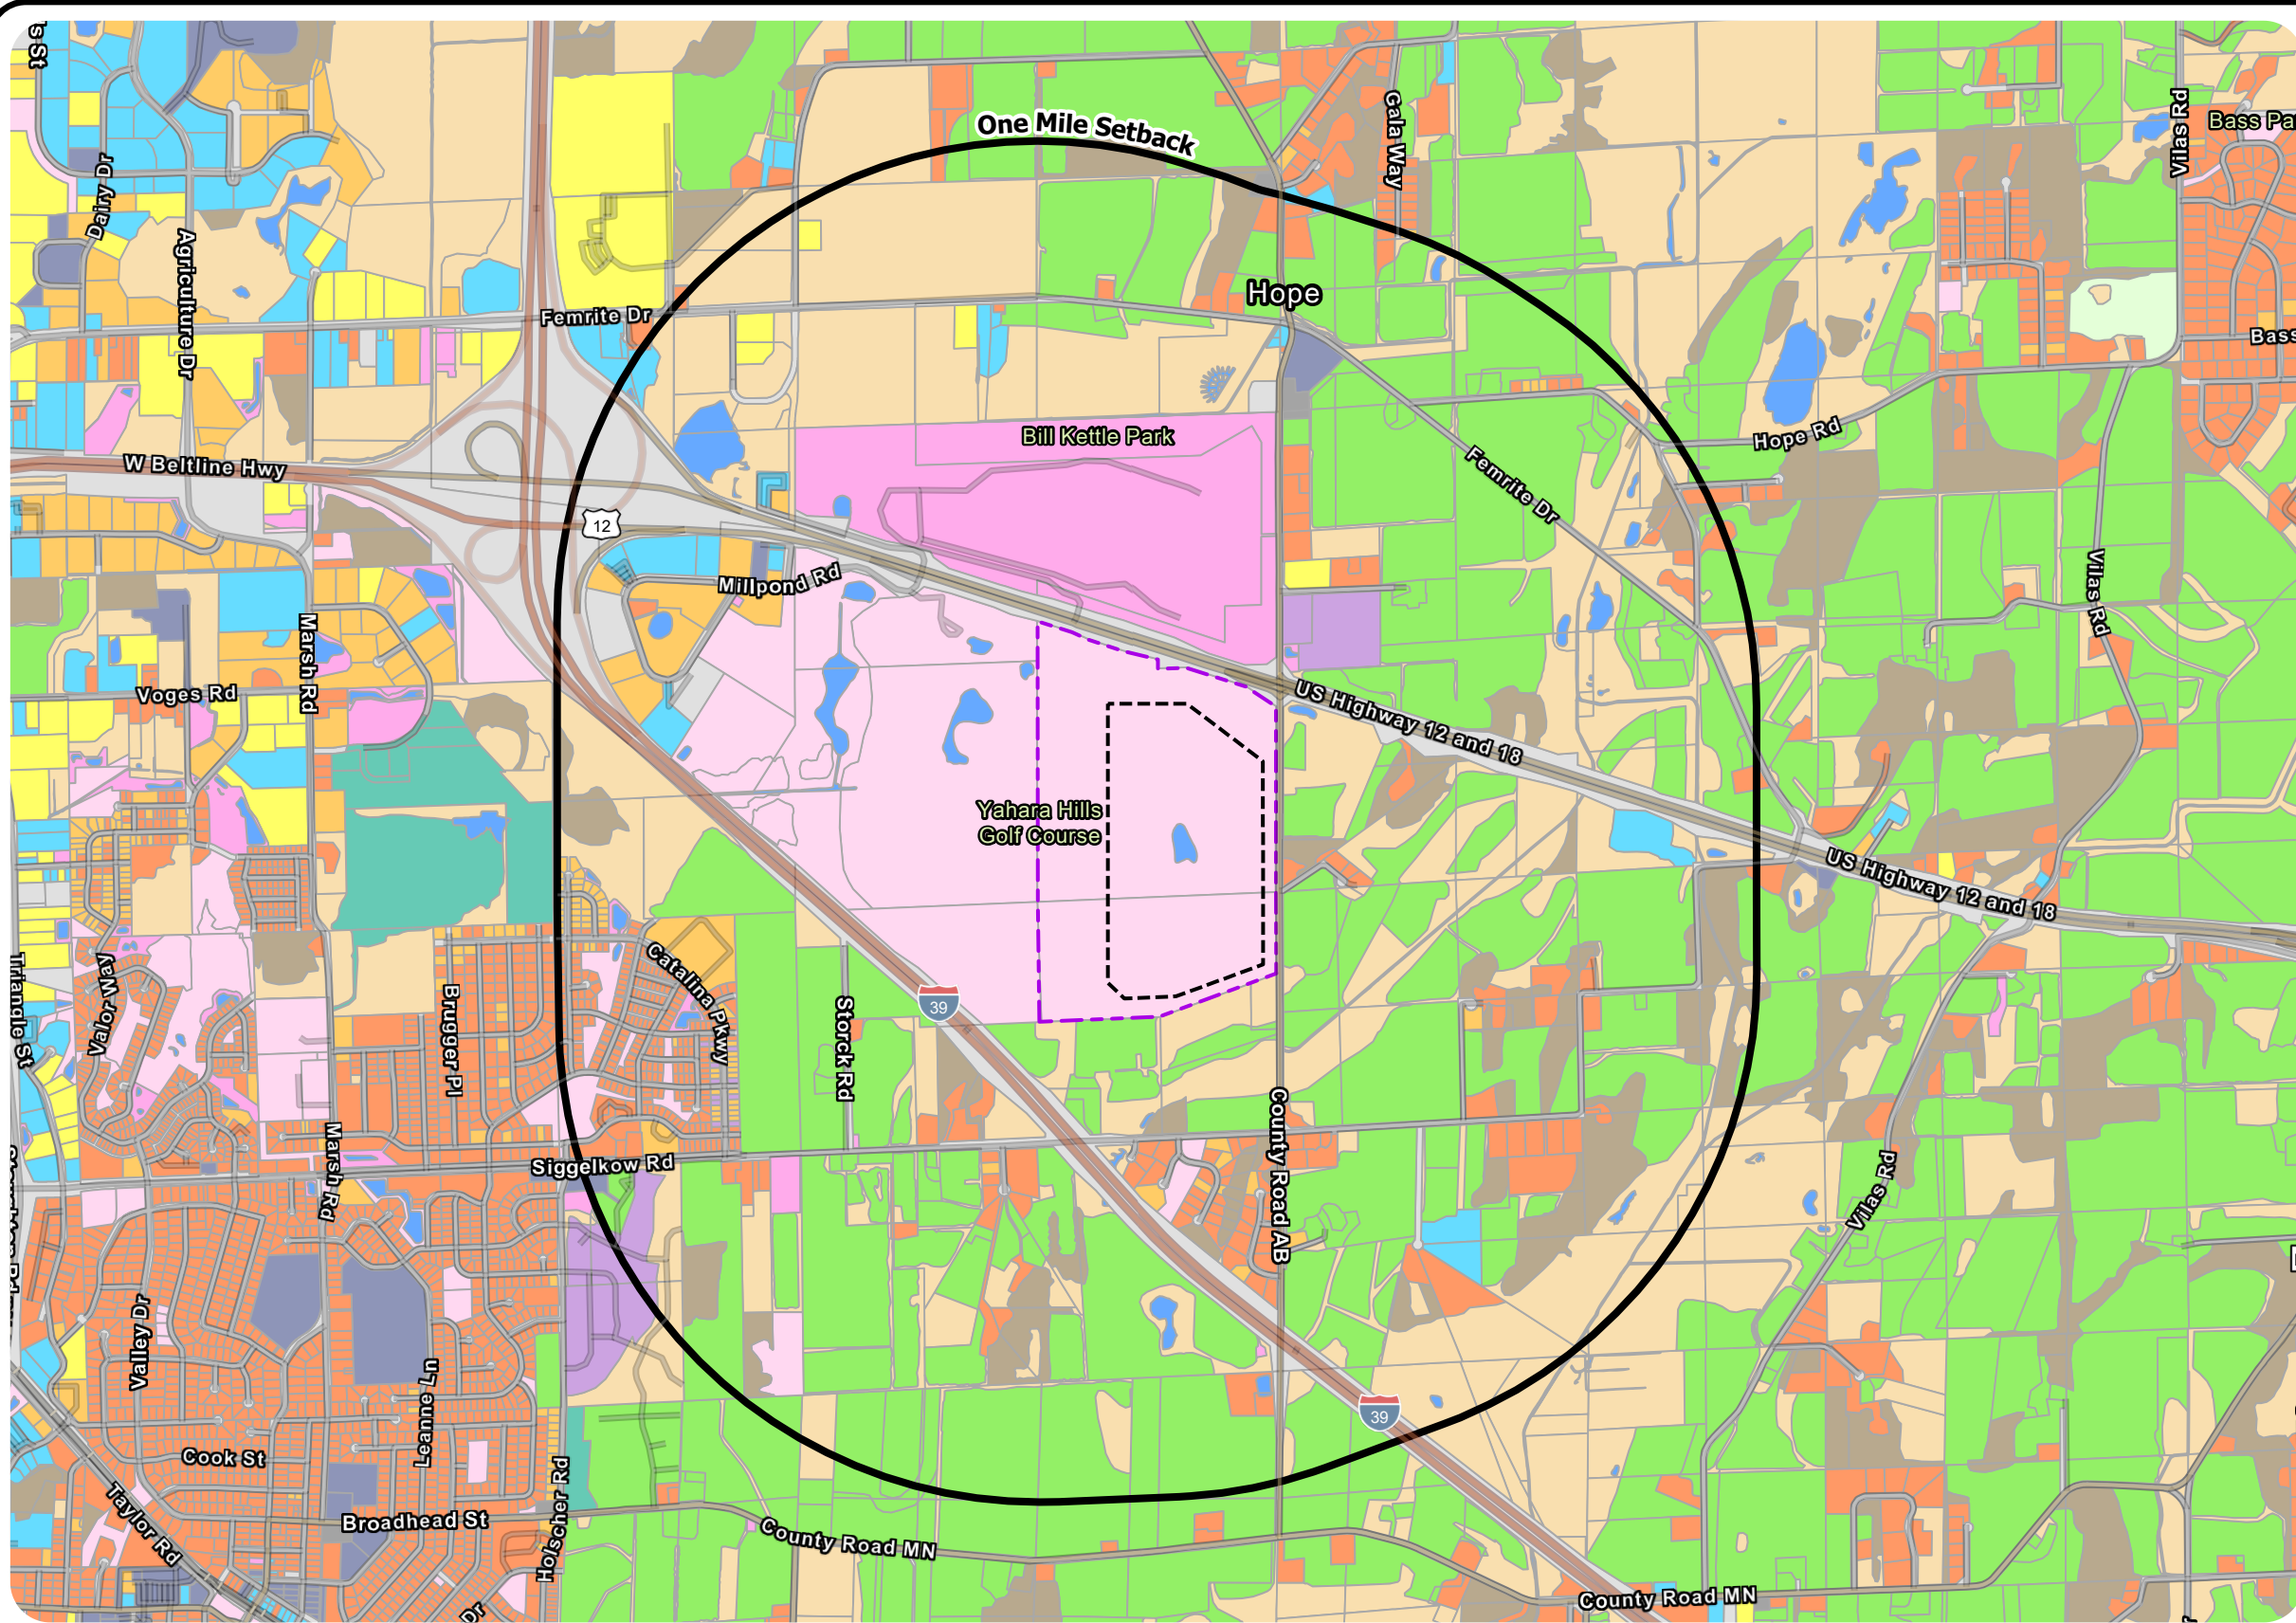 s St
One Mile Setback
Gala Way
Vilas Rd
Bass Pa
Dairy Dr
Agriculture Dr
Hope
Femrite Dr
Bass
W Beltline Hwy
Bill Kettle Park
Hope Rd
Femrite Dr
12
Millpond Rd
Vilas Rd
Marsh Rd
Voges Rd
US Highway 12 and 18
Yahara Hills
Golf Course
US Highway 12 and 18
Triangle St
Valor Way
Brugger Pl
Catalina Pkwy
Storck Rd
39
County Road AB
Marsh Rd
Siggelkow Rd
Vilas Rd
Valley Dr
Leanne Ln
39
Cook St
Taylor Rd
Broadhead St
Holscher Rd
County Road MN
County Road MN
Dr